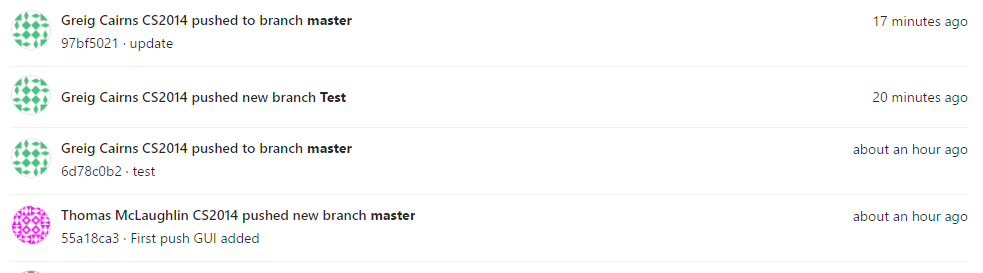 Greig Cairns CS2014 pushed to branch master 17 minutes ago
97bf5021 · update
Greig Cairns CS2014 pushed new branch Test 20 minutes ago
Greig Cairns CS2014 pushed to branch master about an hour ago
6d78c0b2 · test
Thomas McLaughlin CS2014 pushed new branch master about an hour ago
55a18ca3 · First push GUI added